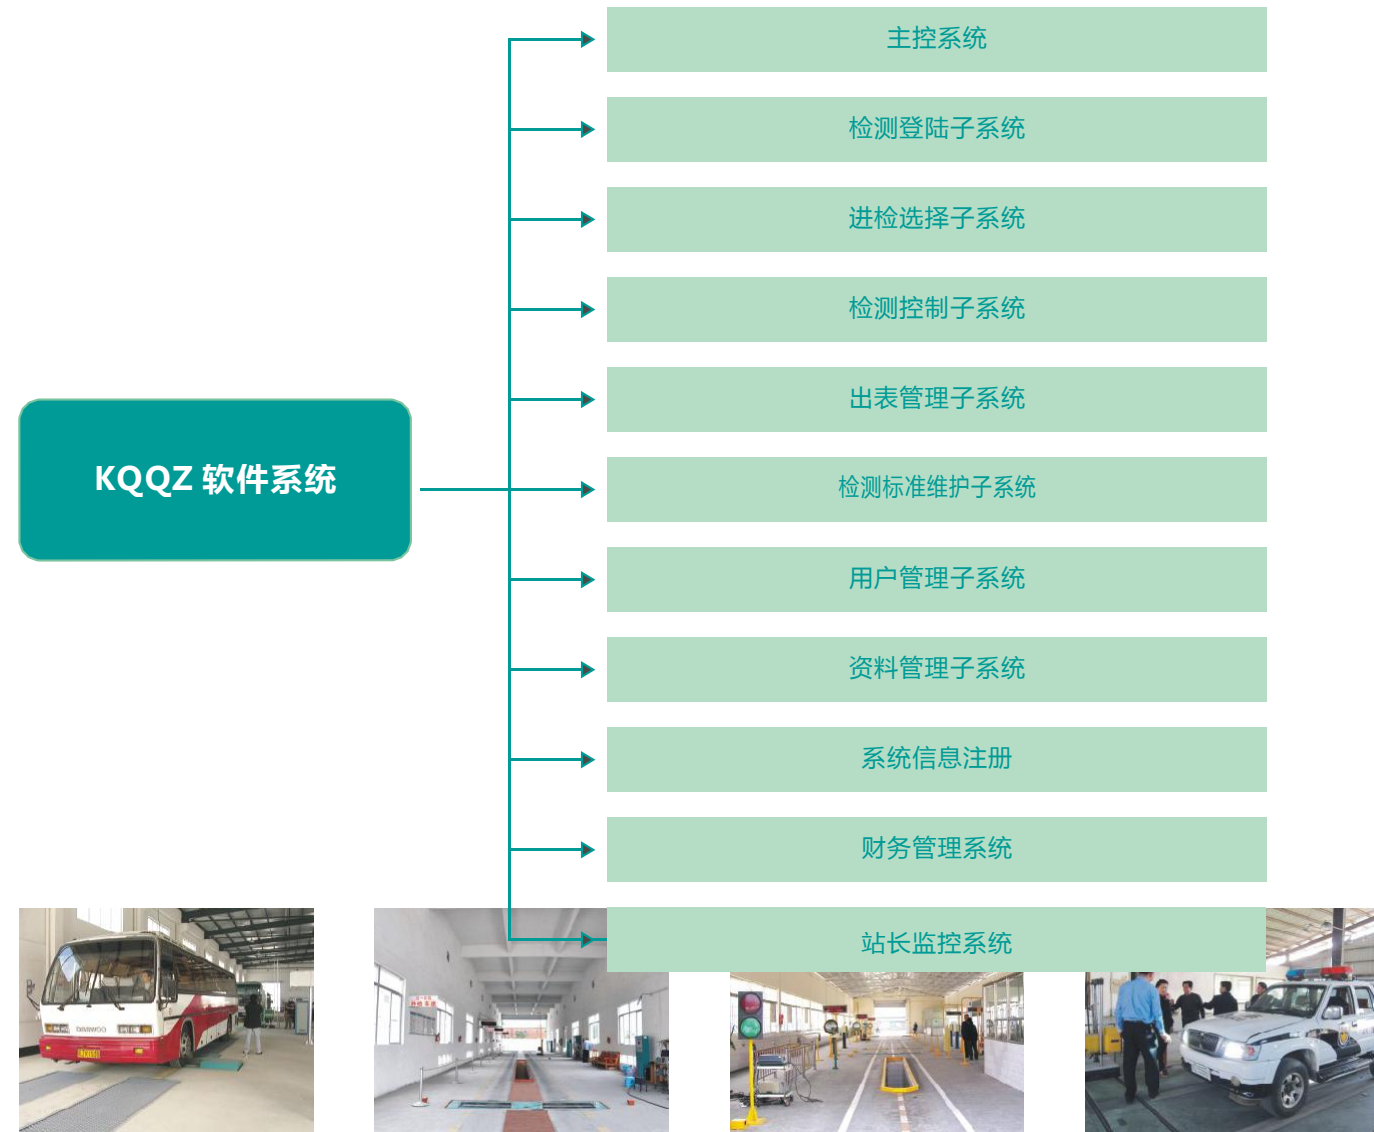 主控系统
检测登陆子系统
进检选择子系统
检测控制子系统
出表管理子系统
KQQZ 软件系统
检测标准维护子系统
用户管理子系统
资料管理子系统
系统信息注册
财务管理系统
站长监控系统
DAEWOO